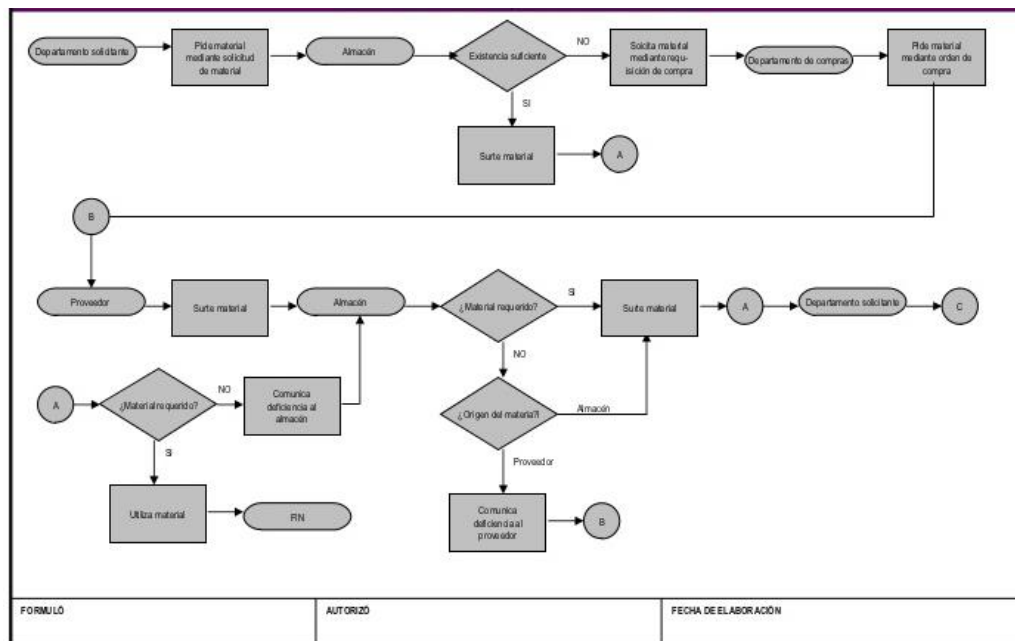 Departamento solicitante
Pide material
mediante solicitud
de material
Almacén
Existencia suficiente
NO
Solicita material
mediante requ-
isición de compra
Departamento de compras
Pide material
mediante orden de
compra
SI
Surte material
A
B
Proveedor
Surte material
Almacén
¿Material requerido?
SI
Surte material
A
Departamento solicitante
C
NO
A
¿Material requerido?
NO
Comunica
deficiencia al
almacén
¿Origen del material?
Almacén
SI
Proveedor
Utiliza material
FIN
Comunica
deficiencia al
proveedor
B
FORMULÓ
AUTORIZÓ
FECHA DE ELABORACIÓN